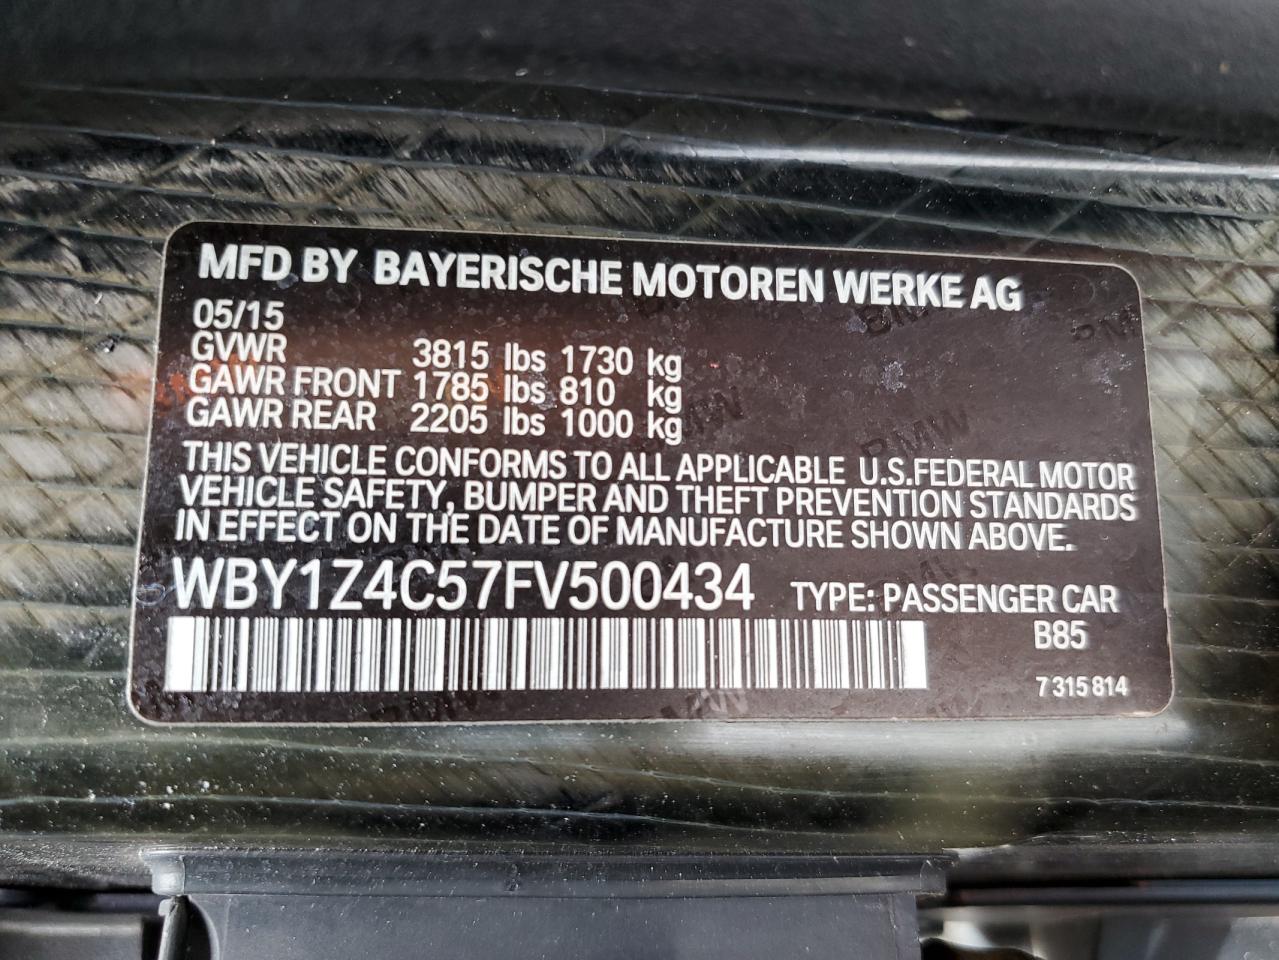 MFD BY BAYERISCHE MOTOREN WERKE AG
05/15
GVWR 3815 lbs 1730 kg
GAWR FRONT 1785 lbs 810 kg
GAWR REAR 2205 lbs 1000 kg
THIS VEHICLE CONFORMS TO ALL APPLICABLE U.S.FEDERAL MOTOR
VEHICLE SAFETY, BUMPER AND THEFT PREVENTION STANDARDS
IN EFFECT ON THE DATE OF MANUFACTURE SHOWN ABOVE.
WBY1Z4C57FV500434 TYPE: PASSENGER CAR
B85
7 315 814